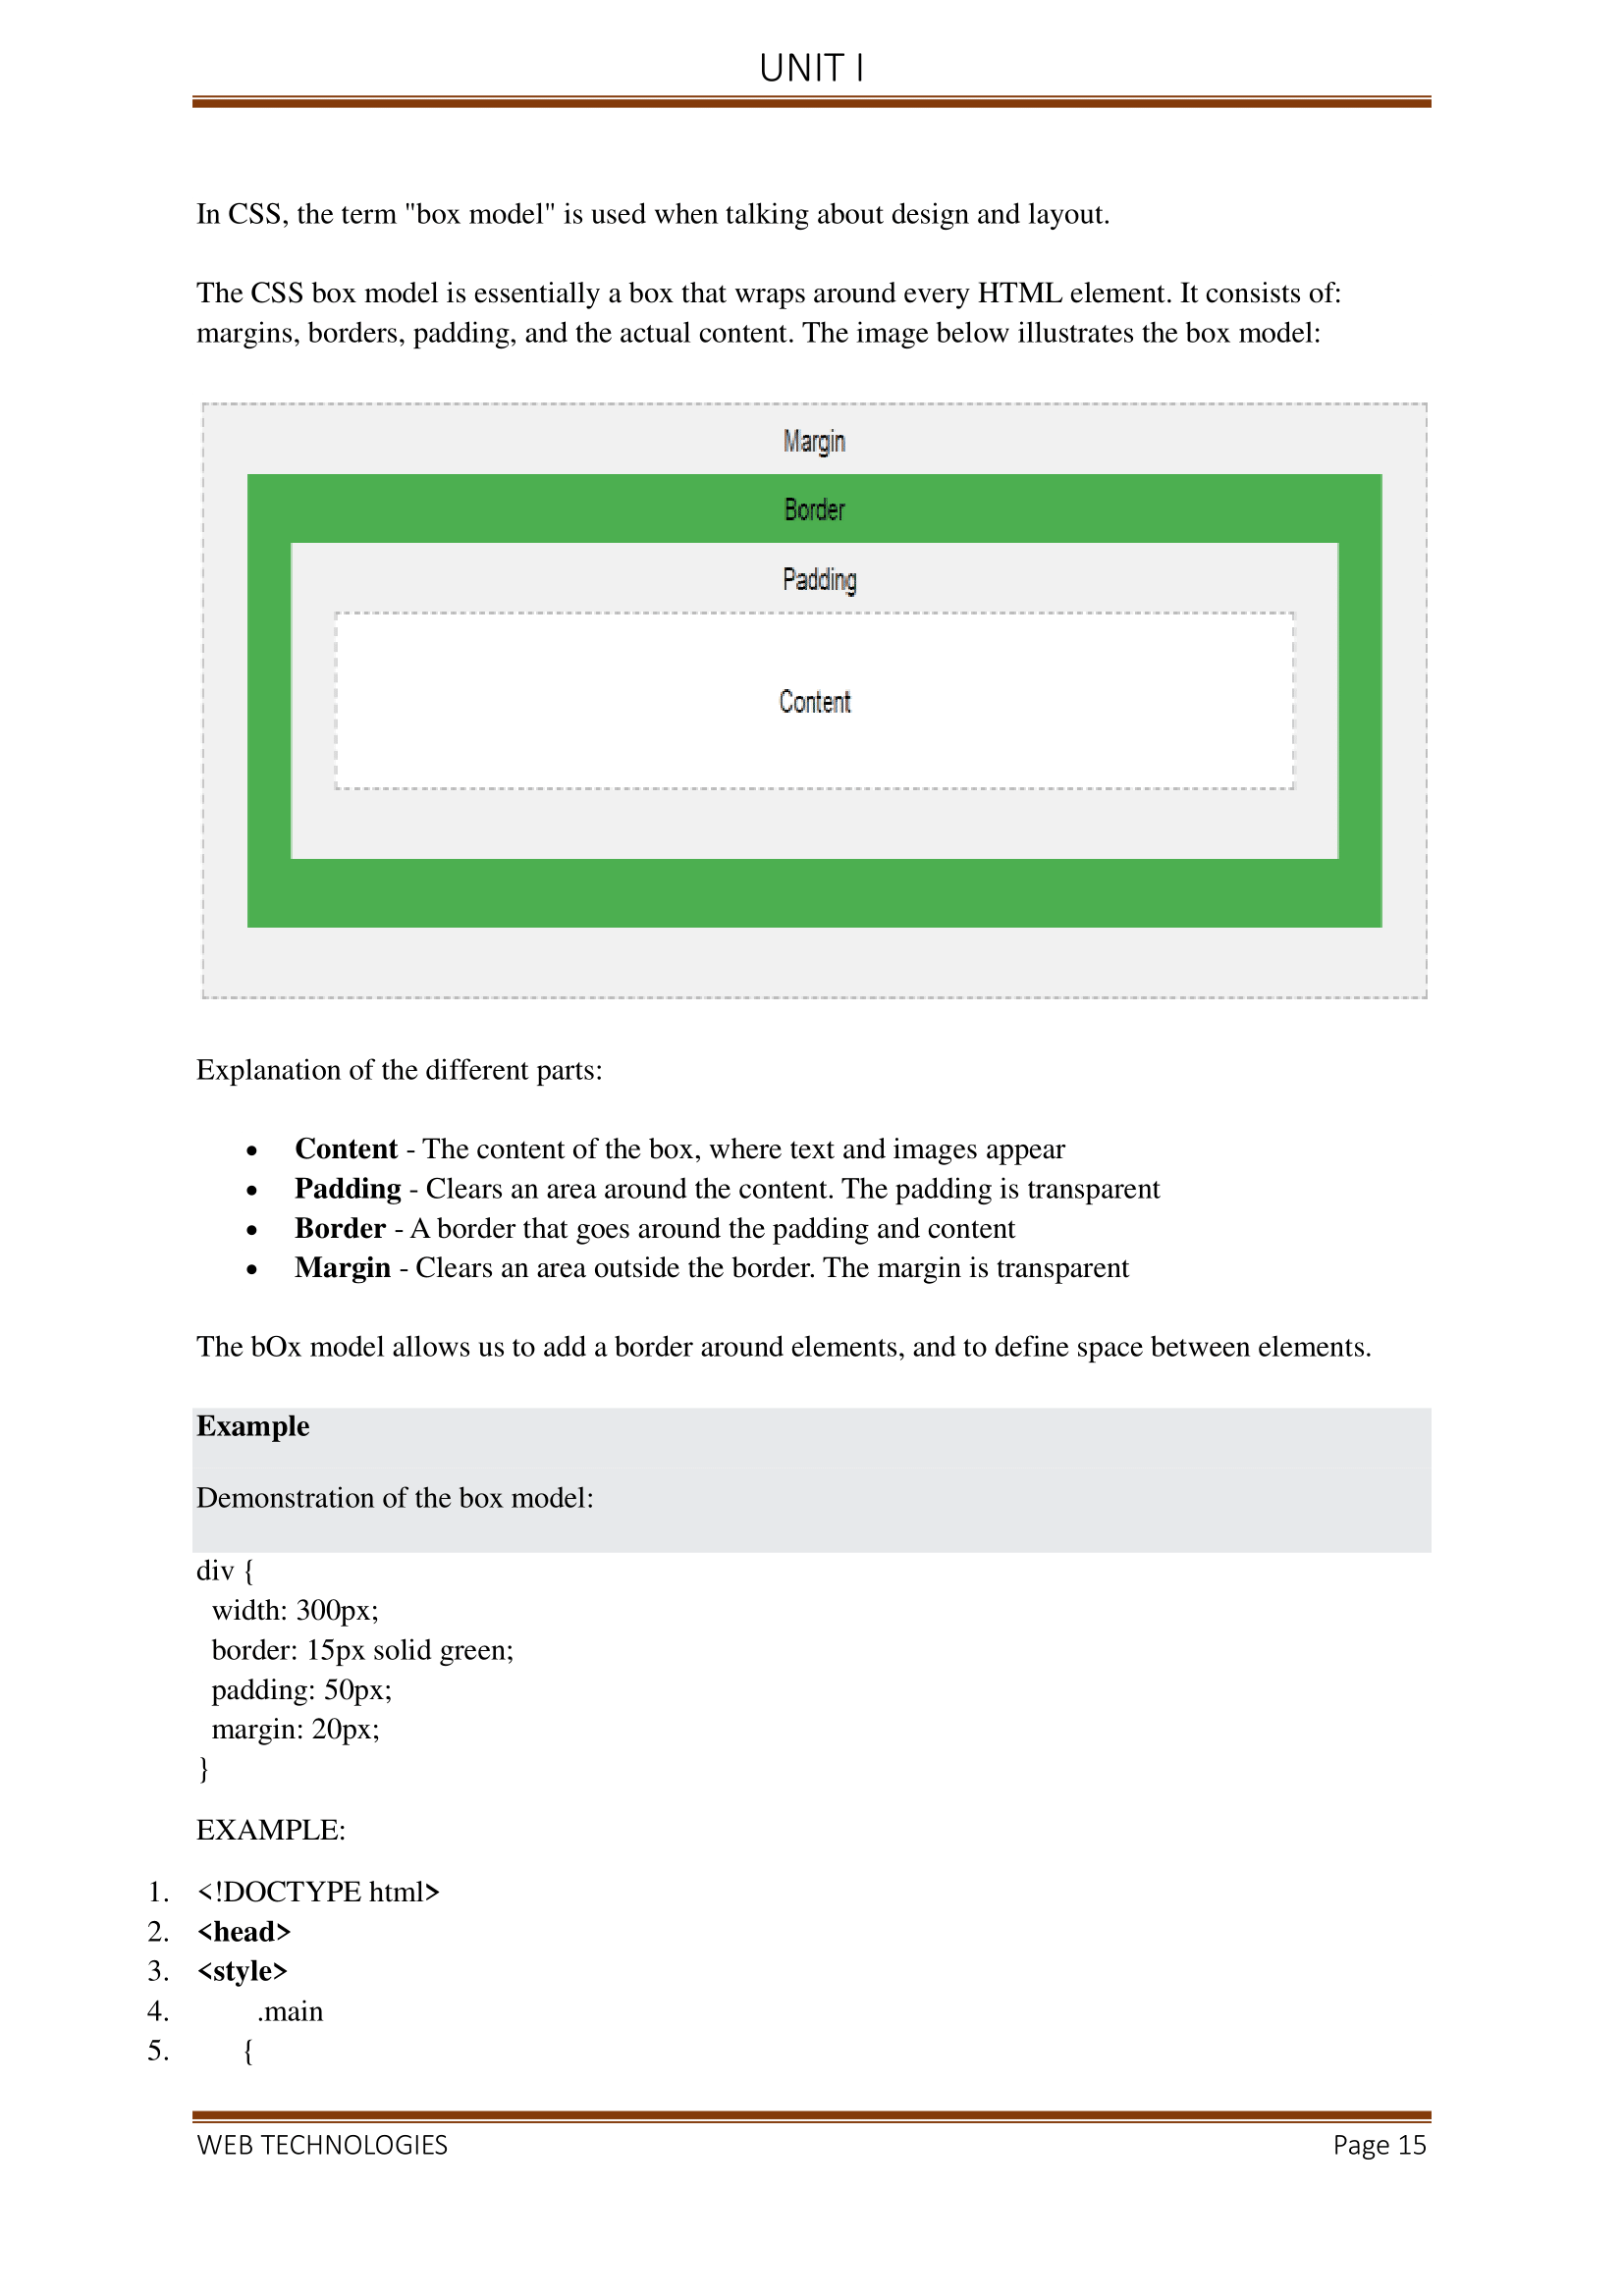 UNIT I
In CSS, the term "box model" is used when talking about design and layout.
The CSS box model is essentially a box that wraps around every HTML element. It consists of:
margins, borders, padding, and the actual content. The image below illustrates the box model:
Margin
Border
Padding
Content
Explanation of the different parts:
• Content - The content of the box, where text and images appear
• Padding - Clears an area around the content. The padding is transparent
• Border - A border that goes around the padding and content
• Margin - Clears an area outside the border. The margin is transparent
The bOx model allows us to add a border around elements, and to define space between elements.
Example
Demonstration of the box model:
div {
  width: 300px;
  border: 15px solid green;
  padding: 50px;
  margin: 20px;
}
EXAMPLE:
1. <!DOCTYPE html>
2. <head>
3. <style>
4.        .main
5.      {
WEB TECHNOLOGIES Page 15